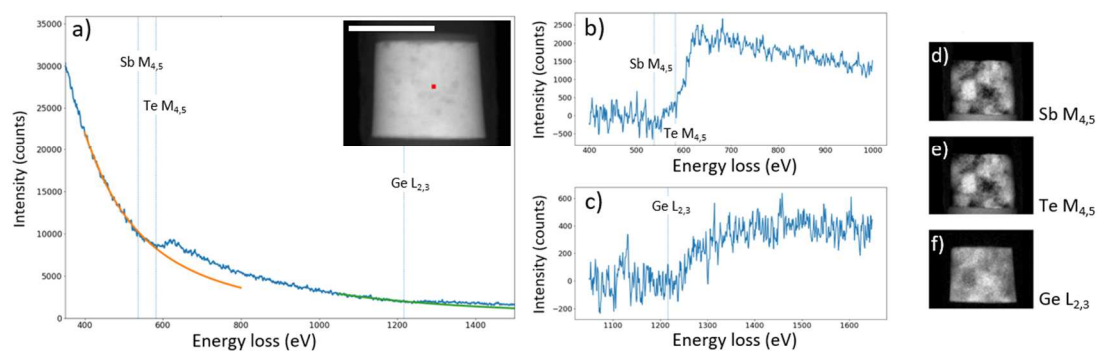 a)
35000
30000
25000
20000
15000
10000
5000
0
Intensity (counts)
Sb M4,5
Te M4,5
Ge L2,3
400 600 800 1000 1200 1400
Energy loss (eV)
b)
2500
2000
1500
1000
500
0
-500
Intensity (counts)
Sb M4,5
Te M4,5
400 500 600 700 800 900 1000
Energy loss (eV)
c)
600
400
200
0
-200
Intensity (counts)
Ge L2,3
1100 1200 1300 1400 1500 1600
Energy loss (eV)
d)
Sb M4,5
e)
Te M4,5
f)
Ge L2,3